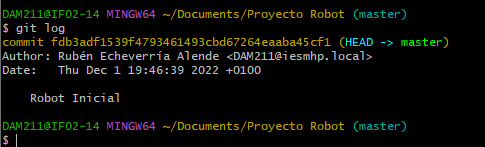 DAM211@IFO2-14 MINGW64 ~/Documents/Proyecto Robot (master)
$ git log
commit fdb3adf1539f4793461493cbd67264eaaba45cf1 (HEAD -> master)
Author: Rubén Echeverría Alende <DAM211@iesmhp.local>
Date:   Thu Dec 1 19:46:39 2022 +0100

    Robot Inicial

DAM211@IFO2-14 MINGW64 ~/Documents/Proyecto Robot (master)
$